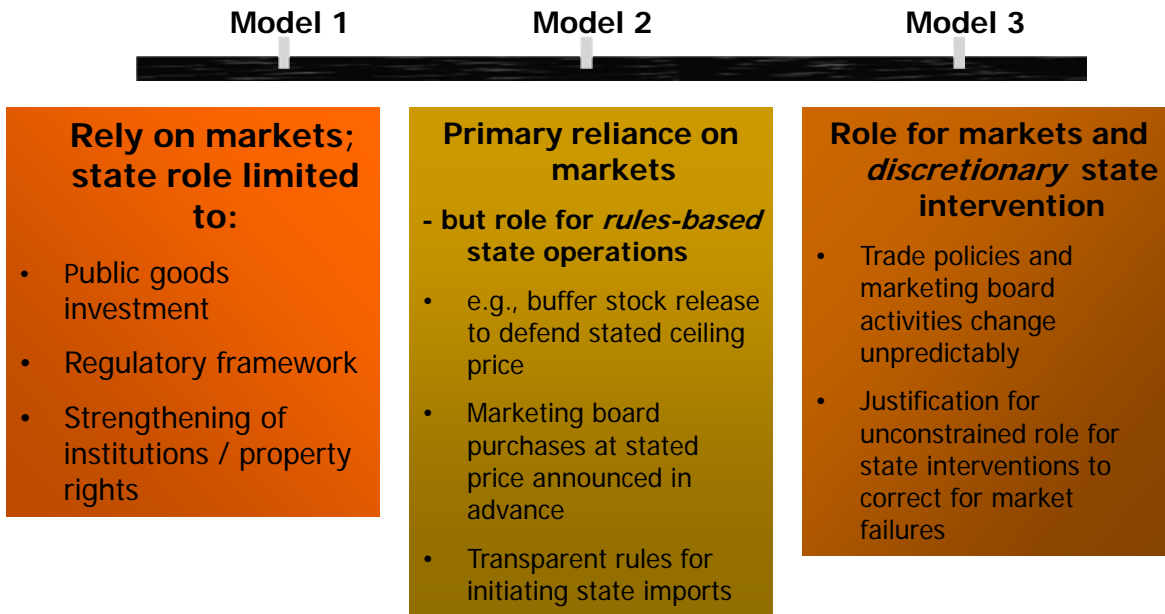 Model 1
Model 2
Model 3
Rely on markets;
state role limited
to:
• Public goods
investment
• Regulatory framework
• Strengthening of
institutions / property
rights
Primary reliance on
markets
- but role for rules-based
state operations
• e.g., buffer stock release
to defend stated ceiling
price
• Marketing board
purchases at stated
price announced in
advance
• Transparent rules for
initiating state imports
Role for markets and
discretionary state
intervention
• Trade policies and
marketing board
activities change
unpredictably
• Justification for
unconstrained role for
state interventions to
correct for market
failures